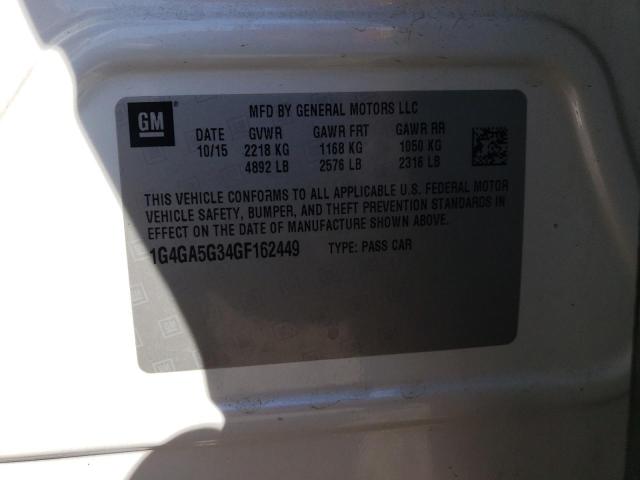 GM
MFD BY GENERAL MOTORS LLC
DATE GVWR GAWR FRT GAWR RR
10/15 2218 KG 1168 KG 1050 KG
4892 LB 2576 LB 2316 LB
THIS VEHICLE CONFORMS TO ALL APPLICABLE U.S. FEDERAL MOTOR
VEHICLE SAFETY, BUMPER, AND THEFT PREVENTION STANDARDS IN
EFFECT ON THE DATE OF MANUFACTURE SHOWN ABOVE.
1G4GA5G34GF162449 TYPE: PASS CAR